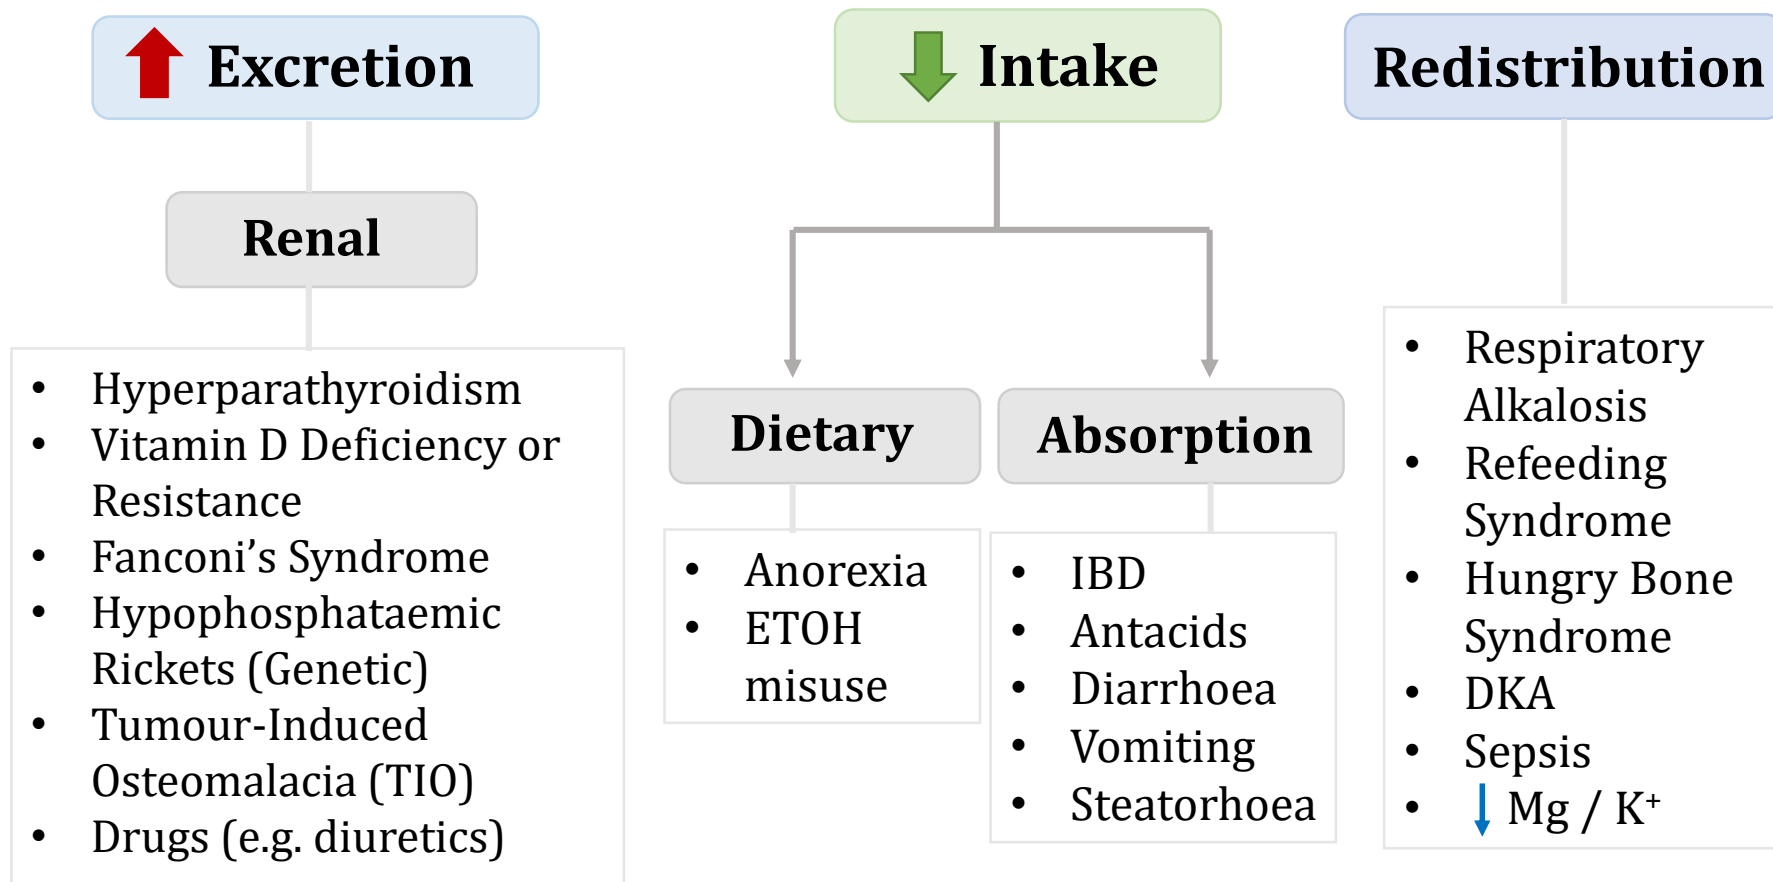 Excretion
Renal
• Hyperparathyroidism
• Vitamin D Deficiency or
Resistance
• Fanconi’s Syndrome
• Hypophosphataemic
Rickets (Genetic)
• Tumour-Induced
Osteomalacia (TIO)
• Drugs (e.g. diuretics)
Intake
Dietary
• Anorexia
• ETOH
misuse
Absorption
• IBD
• Antacids
• Diarrhoea
• Vomiting
• Steatorhoea
Redistribution
• Respiratory
Alkalosis
• Refeeding
Syndrome
• Hungry Bone
Syndrome
• DKA
• Sepsis
• ↓ Mg / K⁺